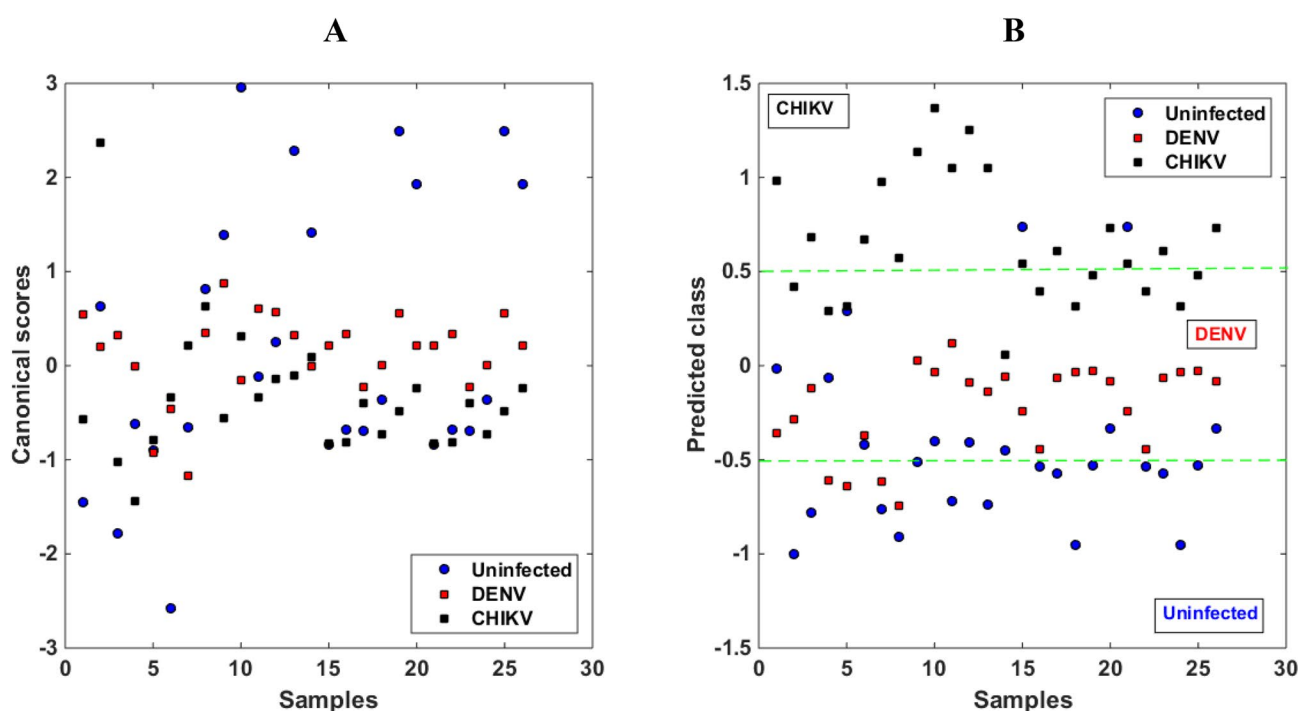 A
Canonical scores
3
2
1
0
-1
-2
-3
Uninfected
DENV
CHIKV
0 5 10 15 20 25 30
Samples
B
Predicted class
1.5
1
0.5
0
-0.5
-1
-1.5
CHIKV
Uninfected
DENV
CHIKV
DENV
Uninfected
0 5 10 15 20 25 30
Samples